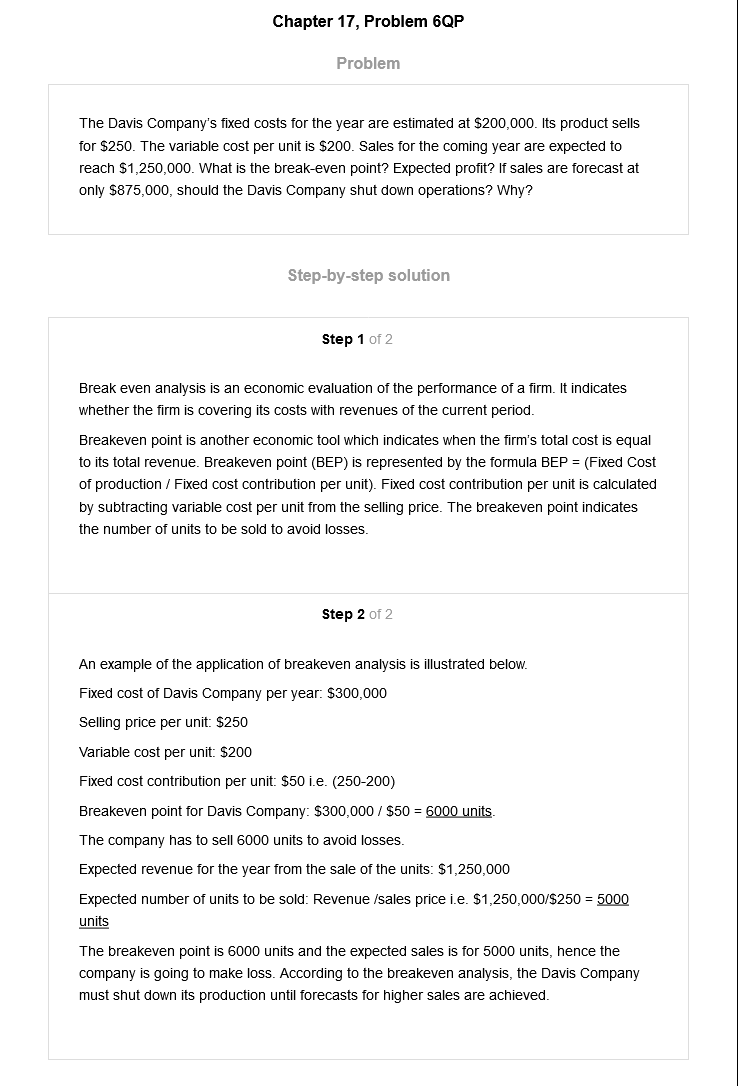 Chapter 17, Problem 6QP
Problem
The Davis Company's fixed costs for the year are estimated at $200,000. Its product sells
for $250. The variable cost per unit is $200. Sales for the coming year are expected to
reach $1,250,000. What is the break-even point? Expected profit? If sales are forecast at
only $875,000, should the Davis Company shut down operations? Why?
Step-by-step solution
Step 1 of 2
Break even analysis is an economic evaluation of the performance of a firm. It indicates
whether the firm is covering its costs with revenues of the current period.
Breakeven point is another economic tool which indicates when the firm's total cost is equal
to its total revenue. Breakeven point (BEP) is represented by the formula BEP = (Fixed Cost
of production / Fixed cost contribution per unit). Fixed cost contribution per unit is calculated
by subtracting variable cost per unit from the selling price. The breakeven point indicates
the number of units to be sold to avoid losses.
Step 2 of 2
An example of the application of breakeven analysis is illustrated below.
Fixed cost of Davis Company per year: $300,000
Selling price per unit: $250
Variable cost per unit: $200
Fixed cost contribution per unit: $50 i.e. (250-200)
Breakeven point for Davis Company: $300,000 / $50 = 6000 units.
The company has to sell 6000 units to avoid losses.
Expected revenue for the year from the sale of the units: $1,250,000
Expected number of units to be sold: Revenue /sales price i.e. $1,250,000/$250 = 5000
units
The breakeven point is 6000 units and the expected sales is for 5000 units, hence the
company is going to make loss. According to the breakeven analysis, the Davis Company
must shut down its production until forecasts for higher sales are achieved.